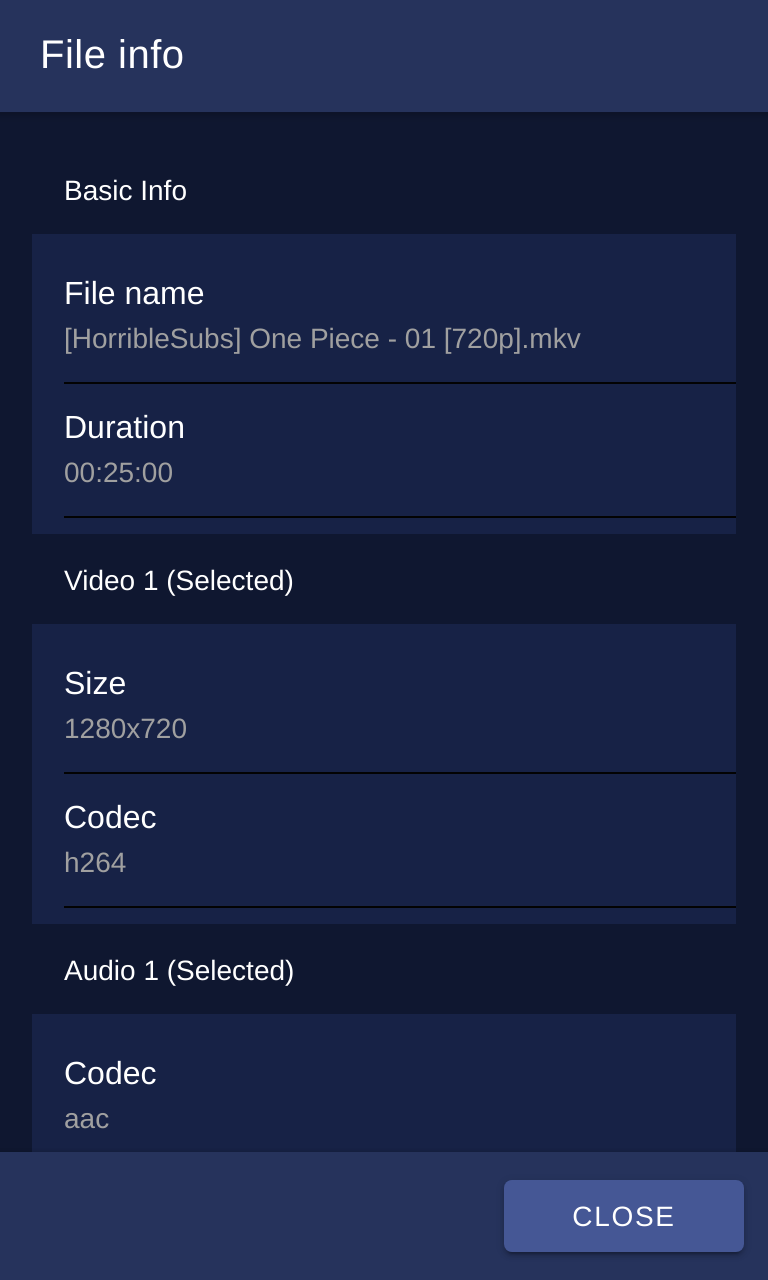 File info
Basic Info
File name
[HorribleSubs] One Piece - 01 [720p].mkv
Duration
00:25:00
Video 1 (Selected)
Size
1280x720
Codec
h264
Audio 1 (Selected)
Codec
aac
CLOSE